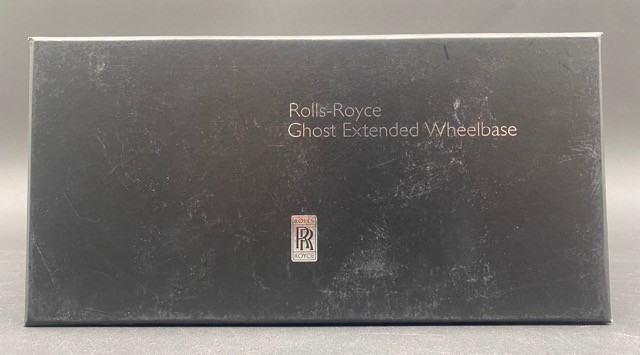 Rolls-Royce
Ghost Extended Wheelbase
ROLLS
RR
ROYCE